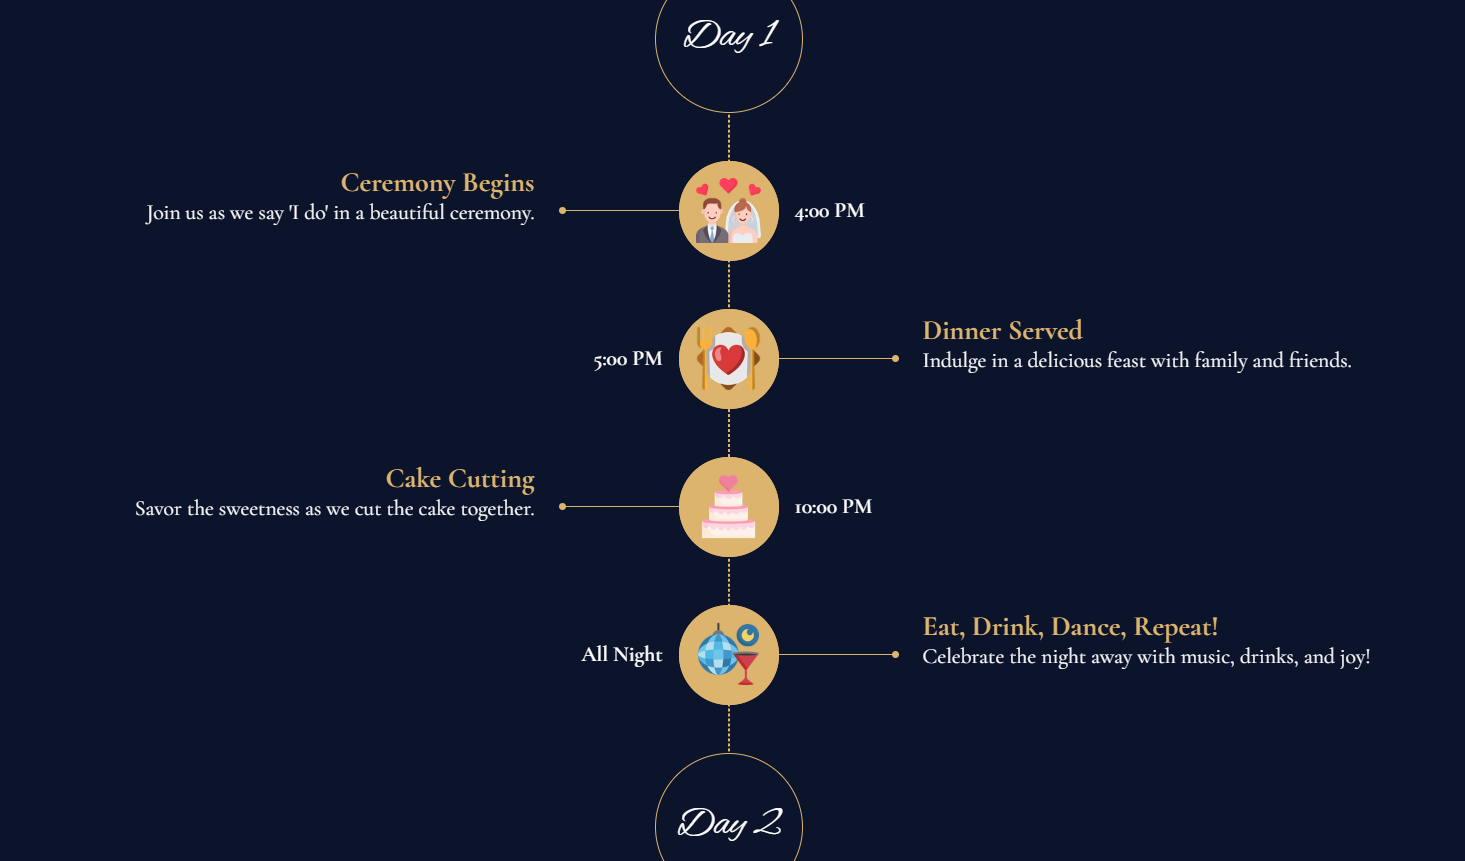 Day 1
Ceremony Begins
Join us as we say 'I do' in a beautiful ceremony.
4:00 PM
5:00 PM
Dinner Served
Indulge in a delicious feast with family and friends.
Cake Cutting
Savor the sweetness as we cut the cake together.
10:00 PM
All Night
Eat, Drink, Dance, Repeat!
Celebrate the night away with music, drinks, and joy!
Day 2